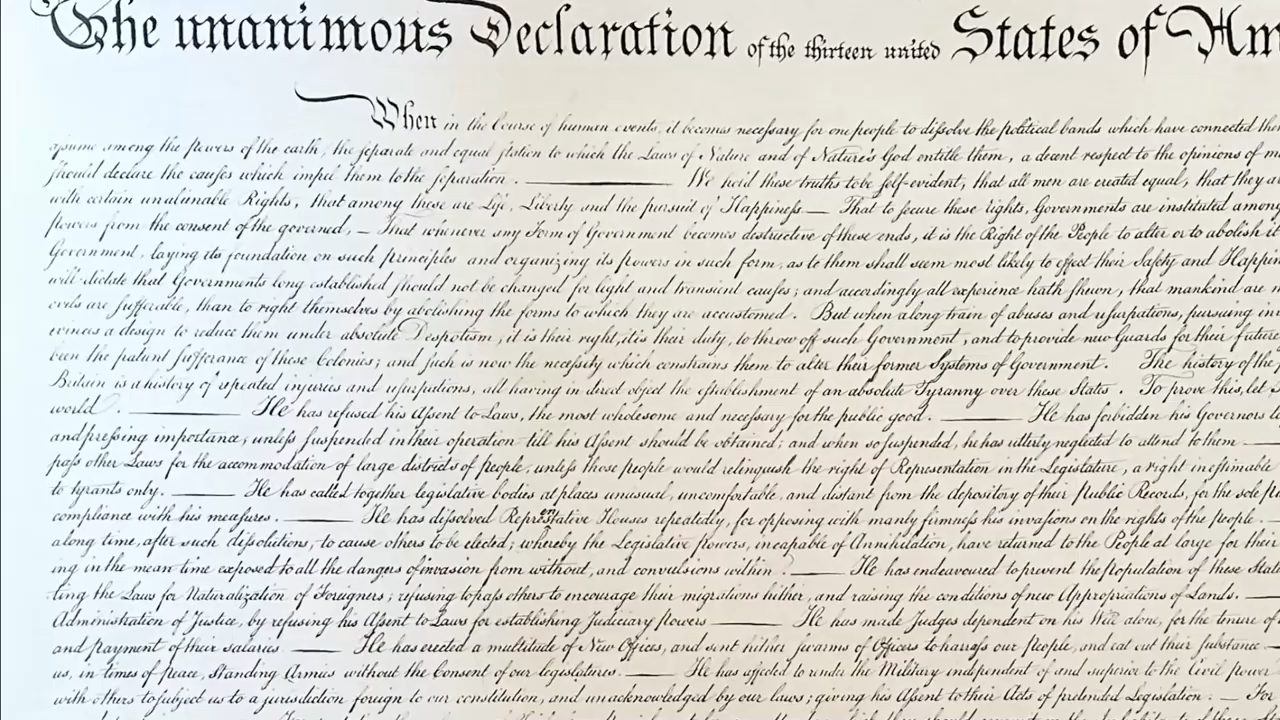 The unanimous Declaration of the thirteen united States of Am
When in the Course of human events, it becomes necessary for one people to dissolve the political bands which have connected the
assume among the Powers of the earth, the separate and equal station to which the Laws of Nature and of Nature's God entitle them, a decent respect to the opinions of m
should declare the causes which impel them to the separation. ——— We hold these truths to be self-evident, that all men are created equal, that they ar
with certain unalienable Rights, that among these are Life, Liberty and the pursuit of Happiness — That to secure these rights, Governments are instituted among
powers from the consent of the governed, — That whenever any Form of Government becomes destructive of these ends, it is the Right of the People to alter or to abolish it
Government, laying its foundation on such principles and organizing its powers in such form, as to them shall seem most likely to effect their Safety and Happin
will dictate that Governments long established should not be changed for light and transient causes; and accordingly all experience hath shewn, that mankind are m
evils are sufferable, than to right themselves by abolishing the forms to which they are accustomed. But when a long train of abuses and usurpations, pursuing in
evinces a design to reduce them under absolute Despotism, it is their right, it is their duty, to throw off such Government, and to provide new Guards for their future
been the patient sufferance of these Colonies; and such is now the necessity which constrains them to alter their former Systems of Government. The history of the
Britain is a history of repeated injuries and usurpations, all having in direct object the establishment of an absolute Tyranny over these States. To prove this, let
world. ——— He has refused his Assent to Laws, the most wholesome and necessary for the public good. ——— He has forbidden his Governors t
and pressing importance, unless suspended in their operation till his Assent should be obtained; and when so suspended, he has utterly neglected to attend to them ———
pass other Laws for the accommodation of large districts of people, unless those people would relinquish the right of Representation in the Legislature, a right inestimable
to tyrants only. ——— He has called together legislative bodies at places unusual, uncomfortable, and distant from the depository of their Public Records, for the sole p
compliance with his measures. ——— He has dissolved Representative Houses repeatedly, for opposing with manly firmness his invasions on the rights of the people. —
a long time, after such dissolutions, to cause others to be elected; whereby the Legislative powers, incapable of Annihilation, have returned to the People at large for their
ing in the mean time exposed to all the dangers of invasion from without, and convulsions within. ——— He has endeavoured to prevent the population of these Stat
ting the Laws for Naturalization of Foreigners; refusing to pass others to encourage their migrations hither, and raising the conditions of new Appropriations of Lands. ——
Administration of Justice, by refusing his Assent to Laws for establishing Judiciary powers ——— He has made Judges dependent on his Will alone, for the tenure of
and payment of their salaries. ——— He has erected a multitude of New Offices, and sent hither swarms of Officers to harrass our People, and eat out their substance —
us, in times of peace, Standing Armies without the Consent of our legislatures. ——— He has affected to render the Military independent of and superior to the Civil power
with others to subject us to a jurisdiction foreign to our constitution, and unacknowledged by our laws; giving his Assent to their Acts of pretended Legislation: — For